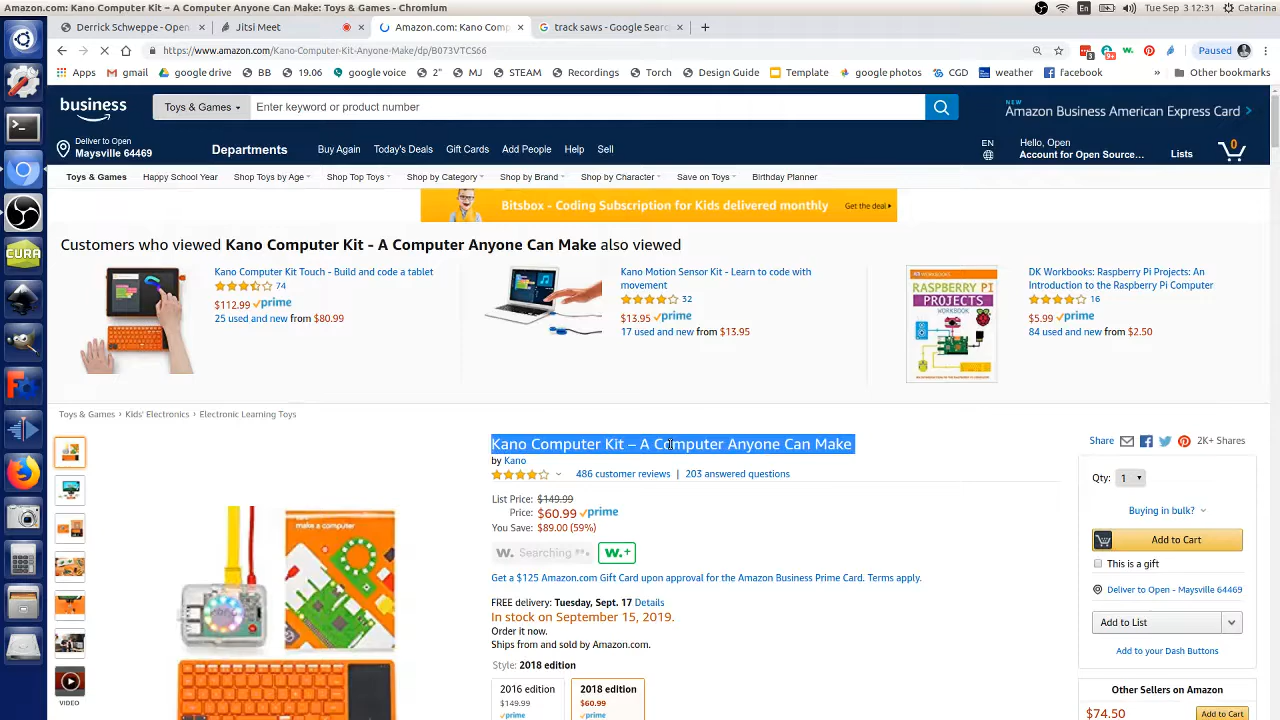 Amazon.com: Kano Computer Kit – A Computer Anyone Can Make: Toys & Games - Chromium
En
Tue Sep 3 12:31
Catarina
Derrick Schweppe - Open
Jitsi Meet
Amazon.com: Kano Comp
track saws - Google Searc
https://www.amazon.com/Kano-Computer-Kit-Anyone-Make/dp/B073VTCS66
Paused
Apps
gmail
google drive
BB
19.06
google voice
2"
MJ
STEAM
Recordings
Torch
Design Guide
Template
google photos
CGD
weather
facebook
Other bookmarks
business
Toys & Games
Enter keyword or product number
NEW
Amazon Business American Express Card
Deliver to Open
Maysville 64469
Departments
Buy Again
Today's Deals
Gift Cards
Add People
Help
Sell
EN
Hello, Open
Account for Open Source...
Lists
0
Toys & Games
Happy School Year
Shop Toys by Age
Shop Top Toys
Shop by Category
Shop by Brand
Shop by Character
Save on Toys
Birthday Planner
Bitsbox - Coding Subscription for Kids delivered monthly
Get the deal
Customers who viewed Kano Computer Kit - A Computer Anyone Can Make also viewed
Kano Computer Kit Touch - Build and code a tablet
74
$112.99 prime
25 used and new from $80.99
Kano Motion Sensor Kit - Learn to code with
movement
32
$13.95 prime
17 used and new from $13.95
RASPBERRY PI
PROJECTS
WORKBOOK
DK Workbooks: Raspberry Pi Projects: An
Introduction to the Raspberry Pi Computer
16
$5.99 prime
84 used and new from $2.50
Toys & Games › Kids' Electronics › Electronic Learning Toys
Kano Computer Kit – A Computer Anyone Can Make
by Kano
486 customer reviews | 203 answered questions
List Price: $149.99
Price: $60.99 prime
You Save: $89.00 (59%)
w. Searching
w.+
Get a $125 Amazon.com Gift Card upon approval for the Amazon Business Prime Card. Terms apply.
FREE delivery: Tuesday, Sept. 17 Details
In stock on September 15, 2019.
Order it now.
Ships from and sold by Amazon.com.
Style: 2018 edition
2016 edition
$149.99
prime
2018 edition
$60.99
prime
make a computer
VIDEO
CURA
Share
2K+ Shares
Qty: 1
Buying in bulk?
Add to Cart
This is a gift
Deliver to Open - Maysville 64469
Add to List
Add to your Dash Buttons
Other Sellers on Amazon
$74.50
Add to Cart